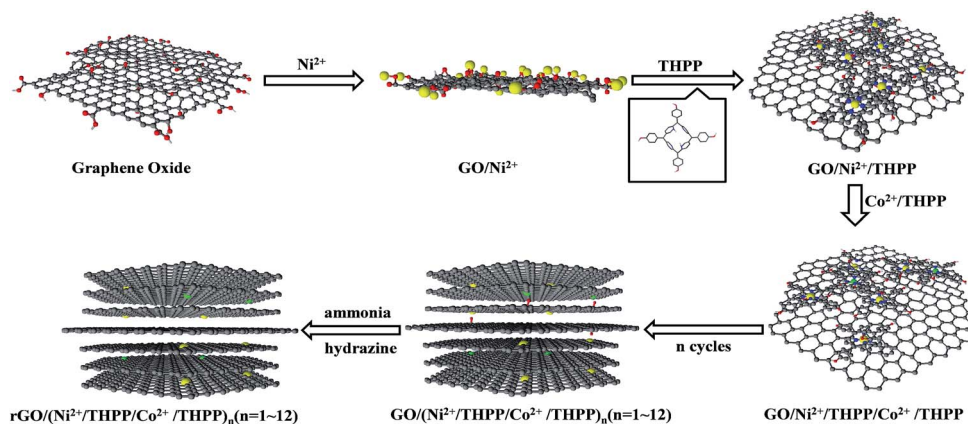 Ni²⁺
THPP
Graphene Oxide
GO/Ni²⁺
GO/Ni²⁺/THPP
Co²⁺/THPP
ammonia
hydrazine
n cycles
rGO/(Ni²⁺/THPP/Co²⁺ /THPP)ₙ(n=1~12)
GO/(Ni²⁺/THPP/Co²⁺ /THPP)ₙ(n=1~12)
GO/Ni²⁺/THPP/Co²⁺ /THPP